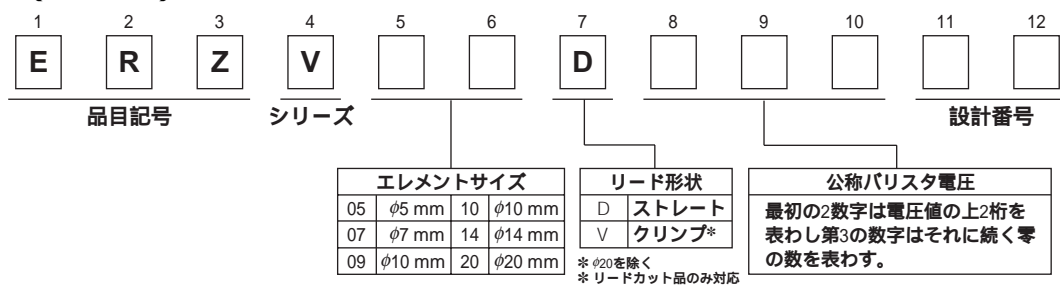 1 2 3 4 5 6 7 8 9 10 11 12
E R Z V D
品目記号 シリーズ 設計番号
エレメントサイズ
05 φ5 mm 10 φ10 mm
07 φ7 mm 14 φ14 mm
09 φ10 mm 20 φ20 mm
リード形状
D ストレート
V クリンプ*
* φ20を除く
* リードカット品のみ対応
公称バリスタ電圧
最初の2数字は電圧値の上2桁を
表わし第3の数字はそれに続く零
の数を表わす。